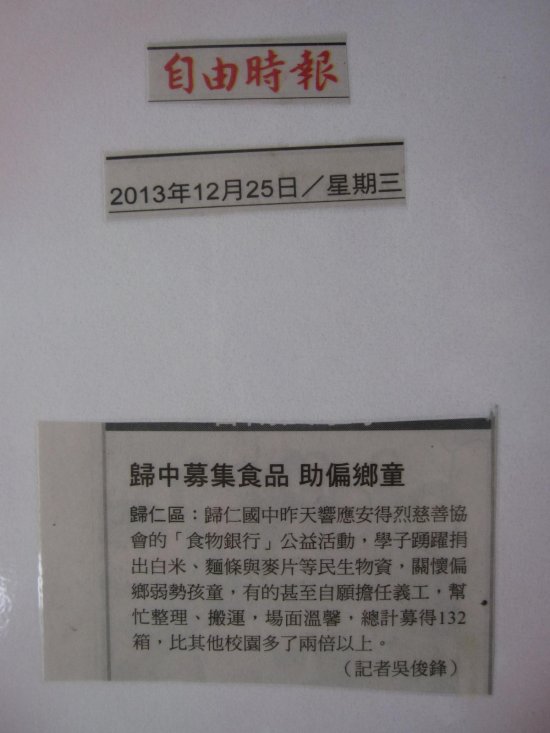 自由時報
2013年12月25日／星期三
歸中募集食品 助偏鄉童
歸仁區：歸仁國中昨天響應安得烈慈善協
會的「食物銀行」公益活動，學子踴躍捐
出白米、麵條與麥片等民生物資，關懷偏
鄉弱勢孩童，有的甚至自願擔任義工，幫
忙整理、搬運，場面溫馨，總計募得132
箱，比其他校園多了兩倍以上。
（記者吳俊鋒）